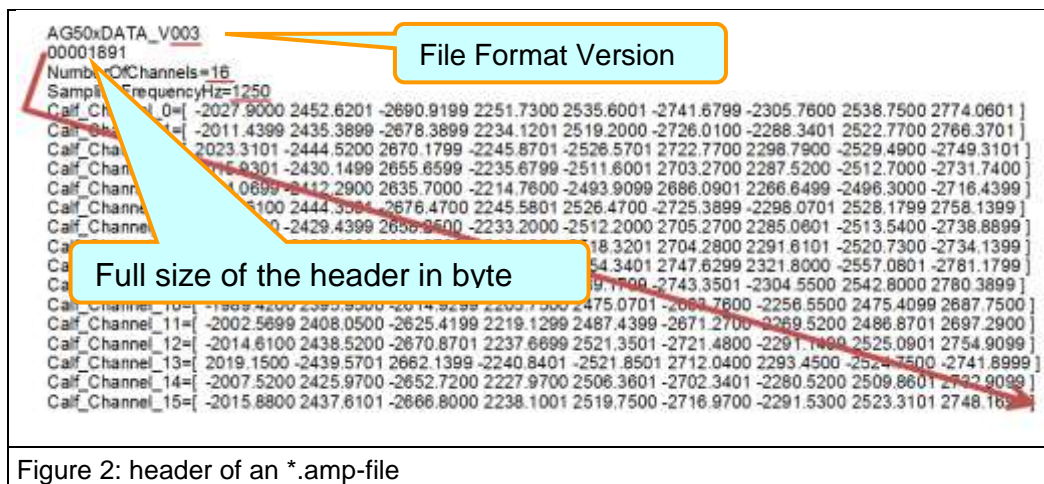 AG50xDATA_V003
File Format Version
00001891
NumberOfChannels=16
SamplingFrequencyHz=1250
Calf_Channel_0=[ -2027.9000 2452.6201 -2690.9199 2251.7300 2535.6001 -2741.6799 -2305.7600 2538.7500 2774.0601 ]
-2011.4399 2435.3899 -2678.3899 2234.1201 2519.2000 -2726.0100 -2288.3401 2522.7700 2766.3701 ]
2023.3101 -2444.5200 2670.1799 -2245.8701 -2526.5701 2722.7700 2298.7900 -2529.4900 -2749.3101 ]
-2430.1499 2655.6599 -2235.6799 -2511.6001 2703.2700 2287.5200 -2512.7000 -2731.7400 ]
2635.7000 -2214.7600 -2493.9099 2686.0901 2266.6499 -2496.3000 -2716.4399 ]
-2676.4700 2245.5801 2526.4700 -2725.3899 -2298.0701 2528.1799 2758.1399 ]
-2429.4399 -2233.2000 -2512.2000 2705.2700 2285.0601 -2513.5400 -2738.8899 ]
2704.2800 2291.6101 -2520.7300 -2734.1399 ]
Full size of the header in byte
2747.6299 2321.8000 -2557.0801 -2781.1799 ]
-2743.3501 -2304.5500 2542.8000 2780.3899 ]
2475.0701 -2256.5500 2475.4099 2687.7500 ]
Calf_Channel_11=[ -2002.5699 2408.0500 -2625.4199 2219.1299 2487.4399 -2671.2700 -2269.5200 2486.8701 2697.2900 ]
Calf_Channel_12=[ -2014.6100 2438.5200 -2670.8701 2237.6699 2521.3501 -2721.4800 2525.0901 2754.9099 ]
Calf_Channel_13=[ 2019.1500 -2439.5701 2662.1399 -2240.8401 -2521.8501 2712.0400 2293.4500 -2524.7500 -2741.8999 ]
Calf_Channel_14=[ -2007.5200 2425.9700 -2652.7200 2227.9700 2506.3601 -2702.3401 -2280.5200 2509.8601 2732.9099 ]
Calf_Channel_15=[ -2015.8800 2437.6101 -2666.8000 2238.1001 2519.7500 -2716.9700 -2291.5300 2523.3101 ]
Figure 2: header of an *.amp-file